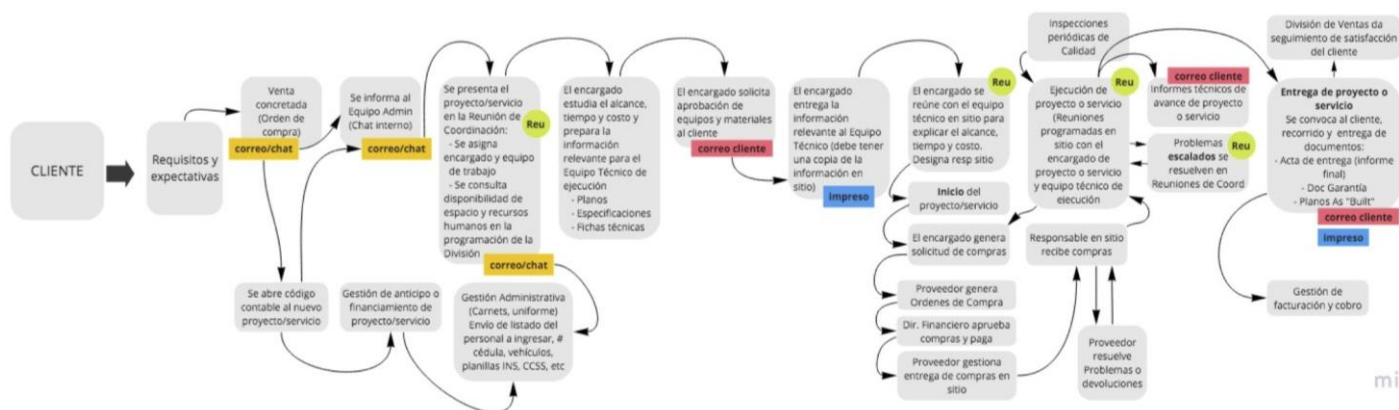 CLIENTE
Requisitos y
expectativas
Venta
concretada
(Orden de
compra)
correo/chat
Se informa al
Equipo Admin
(Chat interno)
correo/chat
Se abre código
contable al nuevo
proyecto/servicio
Gestión de anticipo o
financiamiento de
proyecto/servicio
Se presenta el
proyecto/servicio
en la Reunión de
Coordinación:
- Se asigna
encargado y equipo
de trabajo
- Se consulta
disponibilidad de
espacio y recursos
humanos en la
programación de la
División
Reu
correo/chat
Gestión Administrativa
(Carnets, uniforme)
Envío de listado del
personal a ingresar, #
cédula, vehículos,
planillas INS, CCSS, etc
El encargado
estudia el alcance,
tiempo y costo y
prepara la
información
relevante para el
Equipo Técnico de
ejecución
- Planos
- Especificaciones
- Fichas técnicas
El encargado solicita
aprobación de
equipos y materiales
al cliente
correo cliente
El encargado
entrega la
información
relevante al Equipo
Técnico (debe tener
una copia de la
información en
sitio)
impreso
El encargado se
reúne con el equipo
técnico en sitio para
explicar el alcance,
tiempo y costo.
Designa resp sitio
Reu
Inicio del
proyecto/servicio
El encargado genera
solicitud de compras
Proveedor genera
Ordenes de Compra
Dir. Financiero aprueba
compras y paga
Proveedor gestiona
entrega de compras en
sitio
Inspecciones
periódicas de
Calidad
Ejecución de
proyecto o servicio
(Reuniones
programadas en
sitio con el
encargado de
proyecto o servicio
y equipo técnico de
ejecución)
Reu
Responsable en sitio
recibe compras
Proveedor
resuelve
Problemas o
devoluciones
correo cliente
Informes técnicos de
avance de proyecto
o servicio
Problemas
escalados se
resuelven en
Reuniones de Coord
Reu
División de Ventas da
seguimiento de satisfacción
del cliente
Entrega de proyecto o
servicio
Se convoca al cliente,
recorrido y entrega de
documentos:
- Acta de entrega (informe
final)
- Doc Garantía
- Planos As "Built"
correo cliente
impreso
Gestión de
facturación y cobro
mi